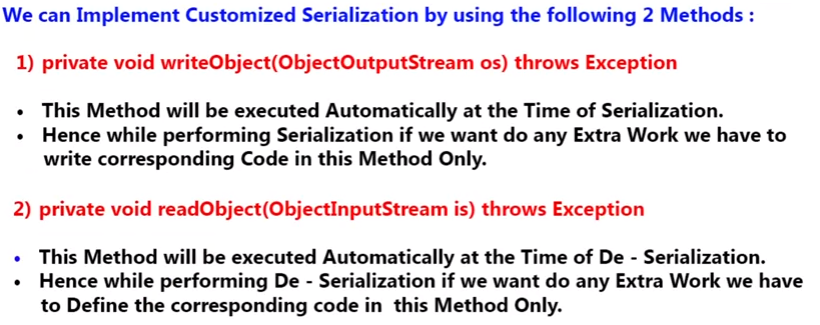 We can Implement Customized Serialization by using the following 2 Methods :
1) private void writeObject(ObjectOutputStream os) throws Exception
• This Method will be executed Automatically at the Time of Serialization.
• Hence while performing Serialization if we want do any Extra Work we have to
write corresponding Code in this Method Only.
2) private void readObject(ObjectInputStream is) throws Exception
• This Method will be executed Automatically at the Time of De - Serialization.
• Hence while performing De - Serialization if we want do any Extra Work we have
to Define the corresponding code in this Method Only.